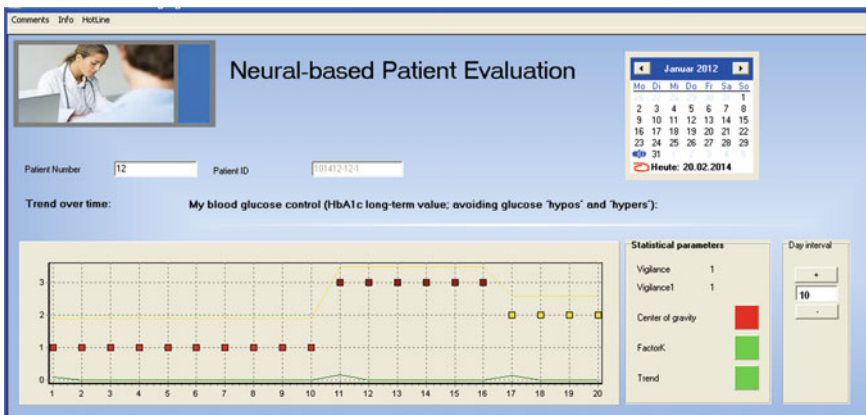 Comments Info HotLine
Neural-based Patient Evaluation
Januar 2012
Mo Di Mi Do Fr Sa So
1
2 3 4 5 6 7 8
9 10 11 12 13 14 15
16 17 18 19 20 21 22
23 24 25 26 27 28 29
31
Heute: 20.02.2014
Patient Number 12 Patient ID 101412-12-1
Trend over time: My blood glucose control (HbA1c long-term value; avoiding glucose 'hypos' and 'hypers'):
Statistical parameters
Vigilance 1
Vigilance1 1
Center of gravity
FactorK
Trend
Day interval
+
10
-
3
2
1
0
1 2 3 4 5 6 7 8 9 10 11 12 13 14 15 16 17 18 19 20